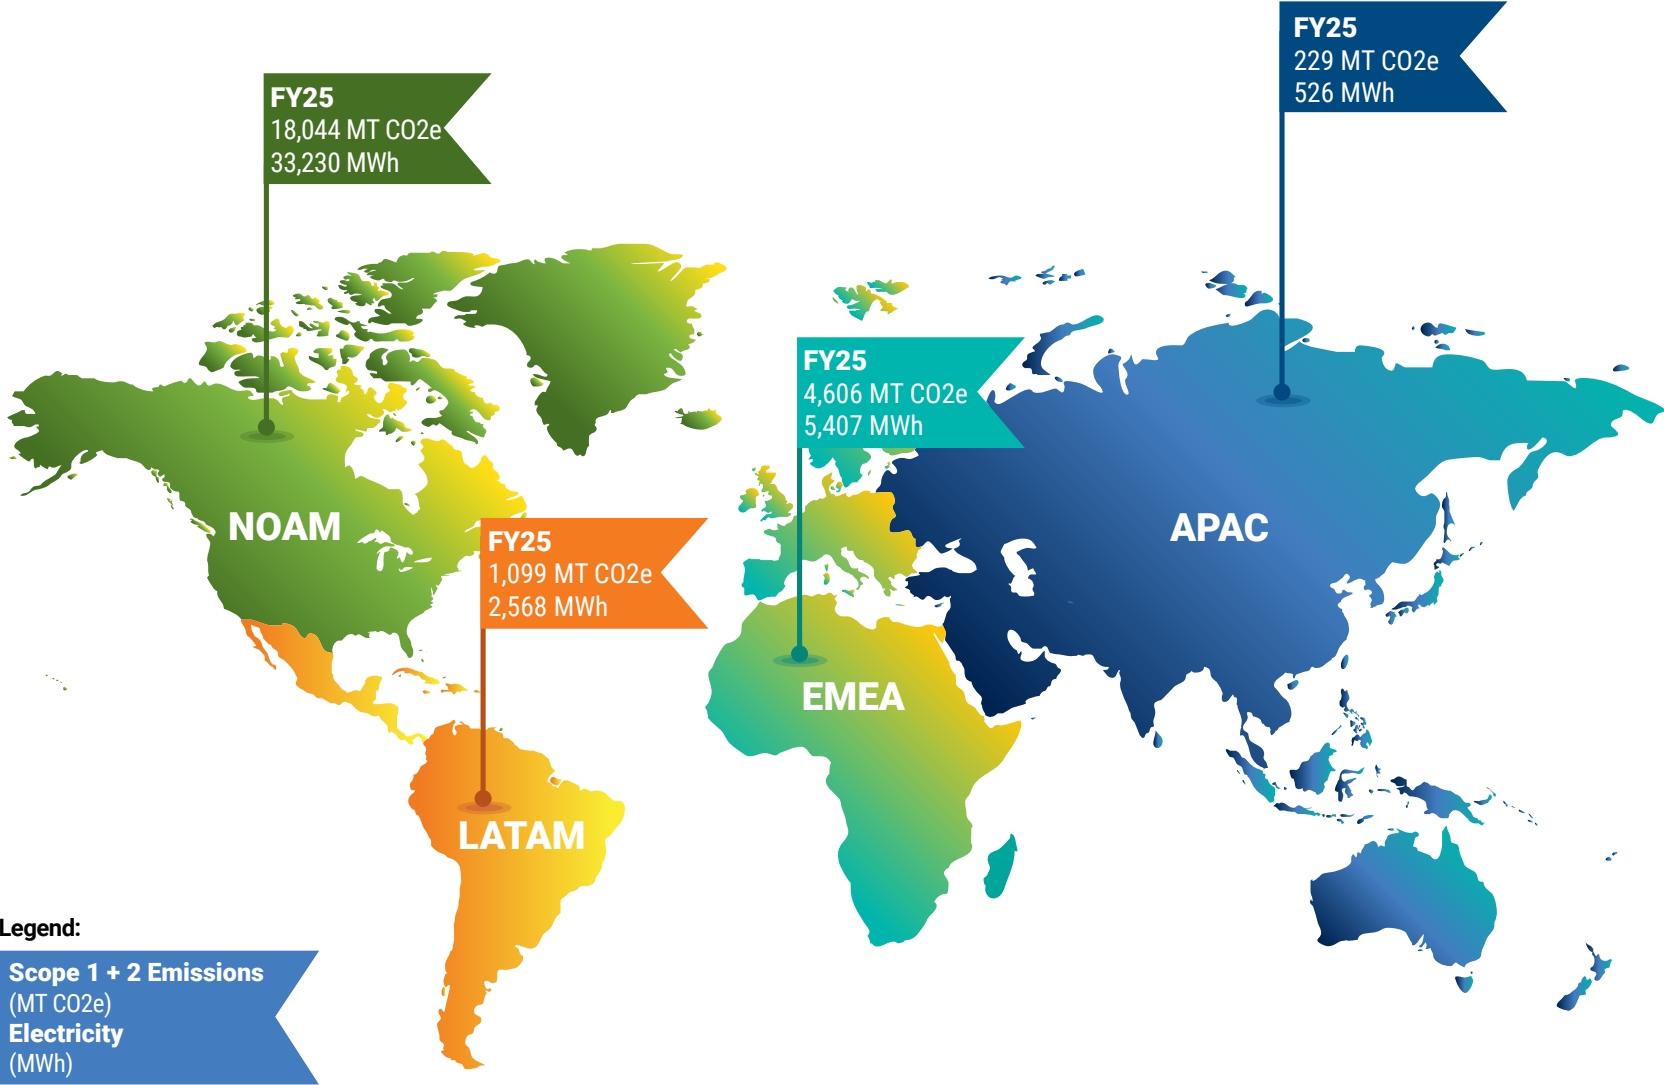 FY25
229 MT CO2e
526 MWh
FY25
18,044 MT CO2e
33,230 MWh
FY25
4,606 MT CO2e
5,407 MWh
NOAM
APAC
FY25
1,099 MT CO2e
2,568 MWh
EMEA
LATAM
Legend:
Scope 1 + 2 Emissions
(MT CO2e)
Electricity
(MWh)